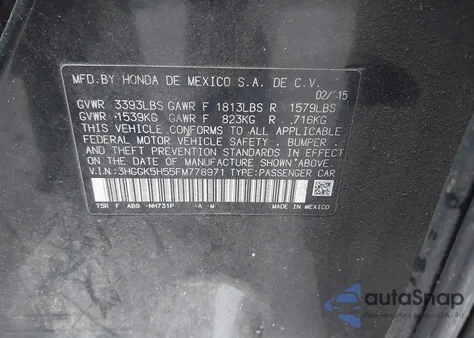 MFD.BY HONDA DE MEXICO S.A. DE C.V.
02/15
GVWR 3393LBS GAWR F 1813LBS R 1579LBS
GVWR 1539KG GAWR F 823KG R 716KG
THIS VEHICLE CONFORMS TO ALL APPLICABLE
FEDERAL MOTOR VEHICLE SAFETY, BUMPER,
AND THEFT PREVENTION STANDARDS IN EFFECT
ON THE DATE OF MANUFACTURE SHOWN ABOVE.
V.I.N.:3HGGK5H55FM778971 TYPE:PASSENGER CAR
T5R F AB9 -NH731P -A -M MADE IN MEXICO
autoSnap